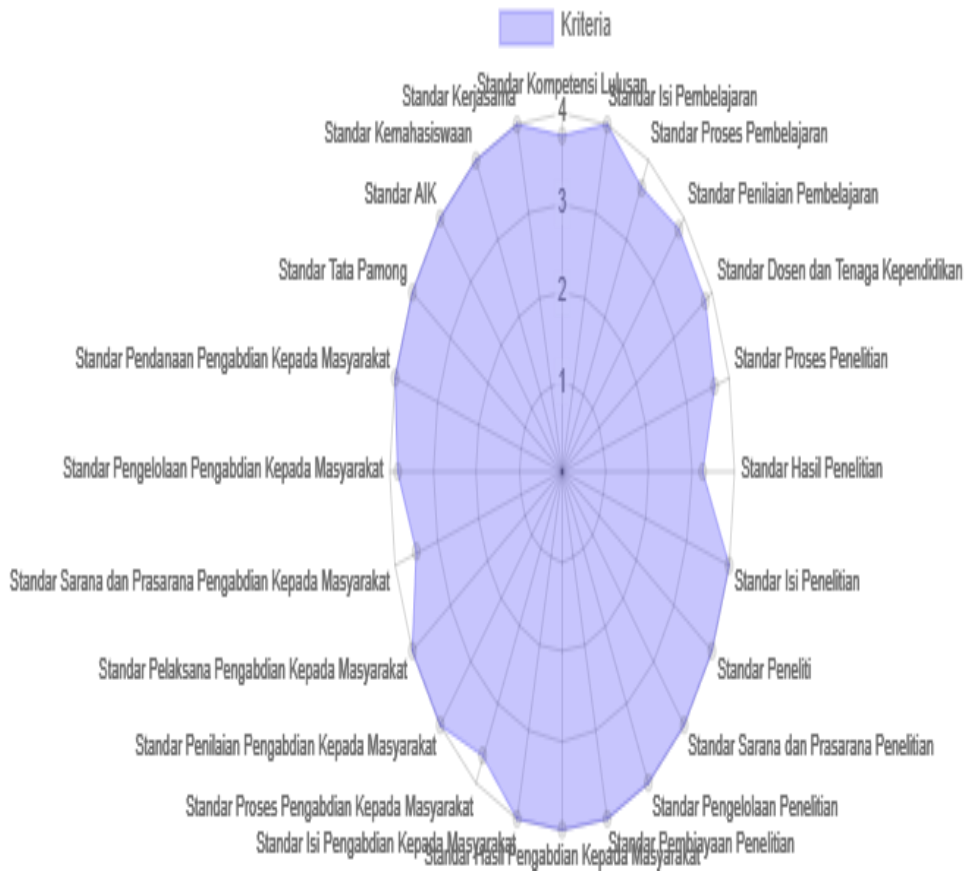 Kriteria
Standar Kompetensi Lulusan
Standar Isi Pembelajaran
Standar Proses Pembelajaran
Standar Penilaian Pembelajaran
Standar Dosen dan Tenaga Kependidikan
Standar Proses Penelitian
Standar Hasil Penelitian
Standar Isi Penelitian
Standar Peneliti
Standar Sarana dan Prasarana Penelitian
Standar Pengelolaan Penelitian
Standar Pembiayaan Penelitian
Standar Hasil Pengabdian Kepada Masyarakat
Standar Isi Pengabdian Kepada Masyarakat
Standar Proses Pengabdian Kepada Masyarakat
Standar Penilaian Pengabdian Kepada Masyarakat
Standar Pelaksana Pengabdian Kepada Masyarakat
Standar Sarana dan Prasarana Pengabdian Kepada Masyarakat
Standar Pengelolaan Pengabdian Kepada Masyarakat
Standar Pendanaan Pengabdian Kepada Masyarakat
Standar Tata Pamong
Standar AIK
Standar Kemahasiswaan
Standar Kerjasama
4
3
2
1